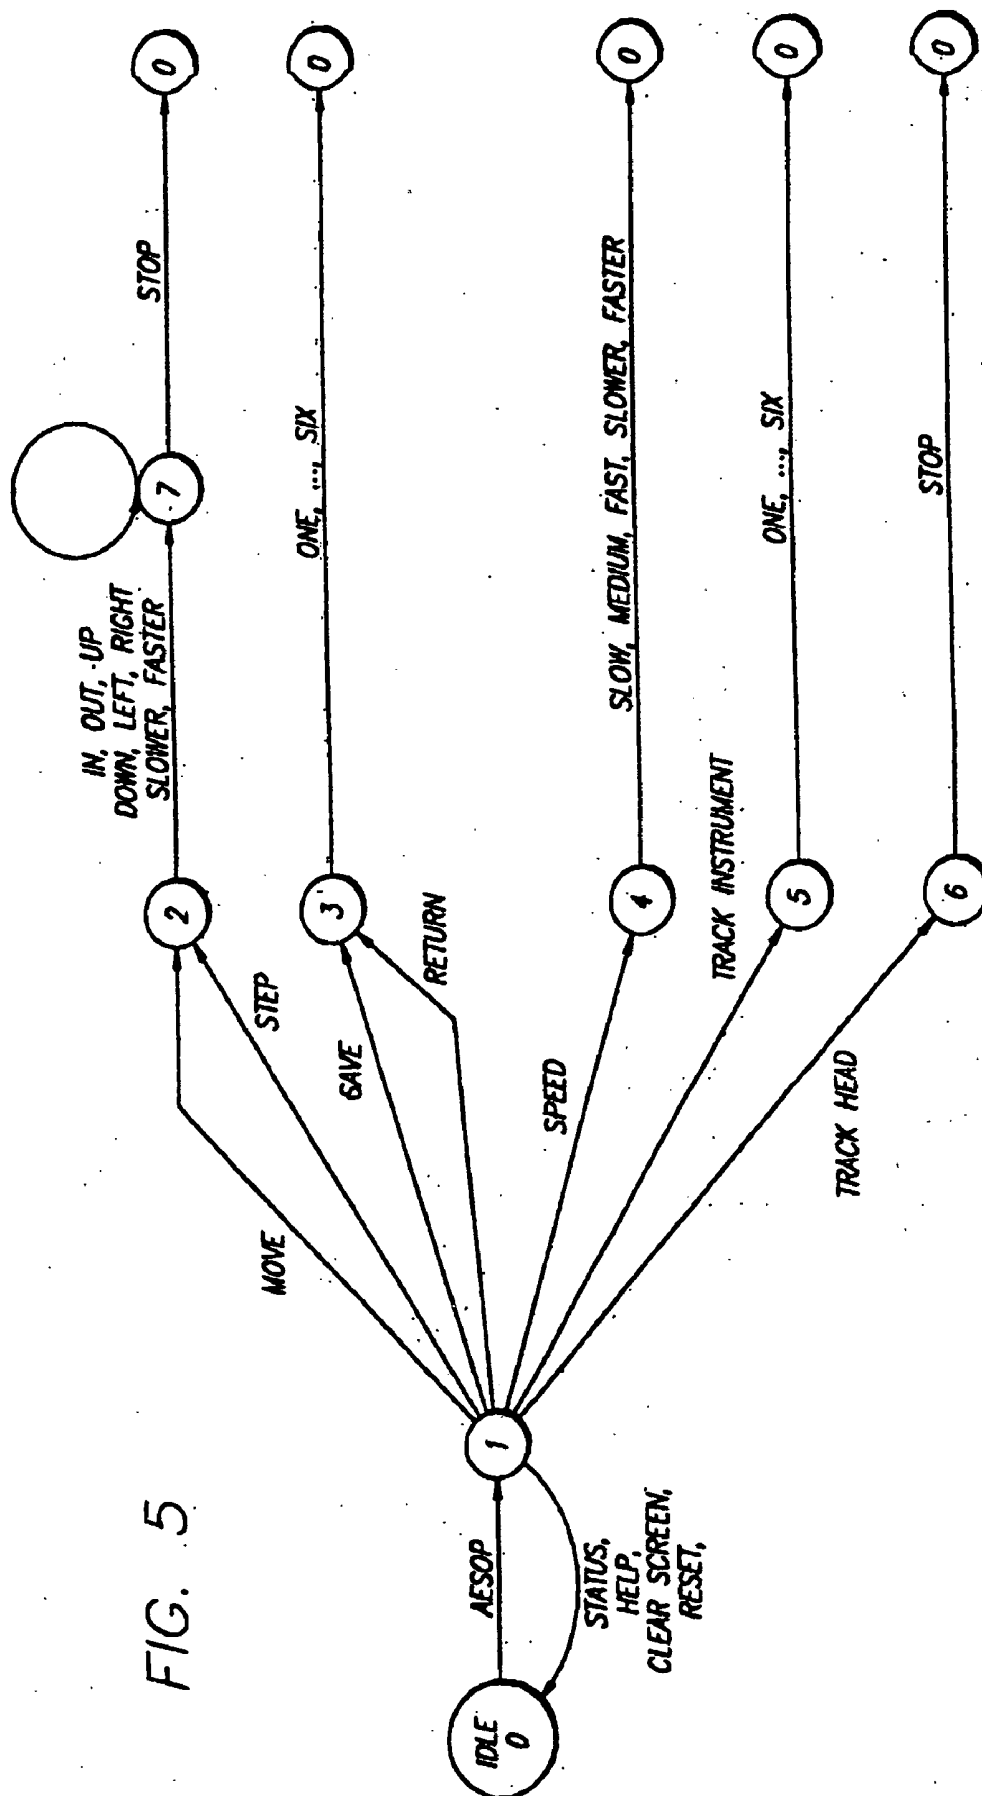 FIG. 5
IDLE
0
AESOP
STATUS,
HELP,
CLEAR SCREEN,
RESET,
1
MOVE
STEP
SAVE
RETURN
SPEED
TRACK INSTRUMENT
TRACK HEAD
2
IN, OUT, UP
DOWN, LEFT, RIGHT
SLOWER, FASTER
7
STOP
0
3
ONE, ..., SIX
0
4
SLOW, MEDIUM, FAST, SLOWER, FASTER
0
5
ONE, ..., SIX
0
6
STOP
0